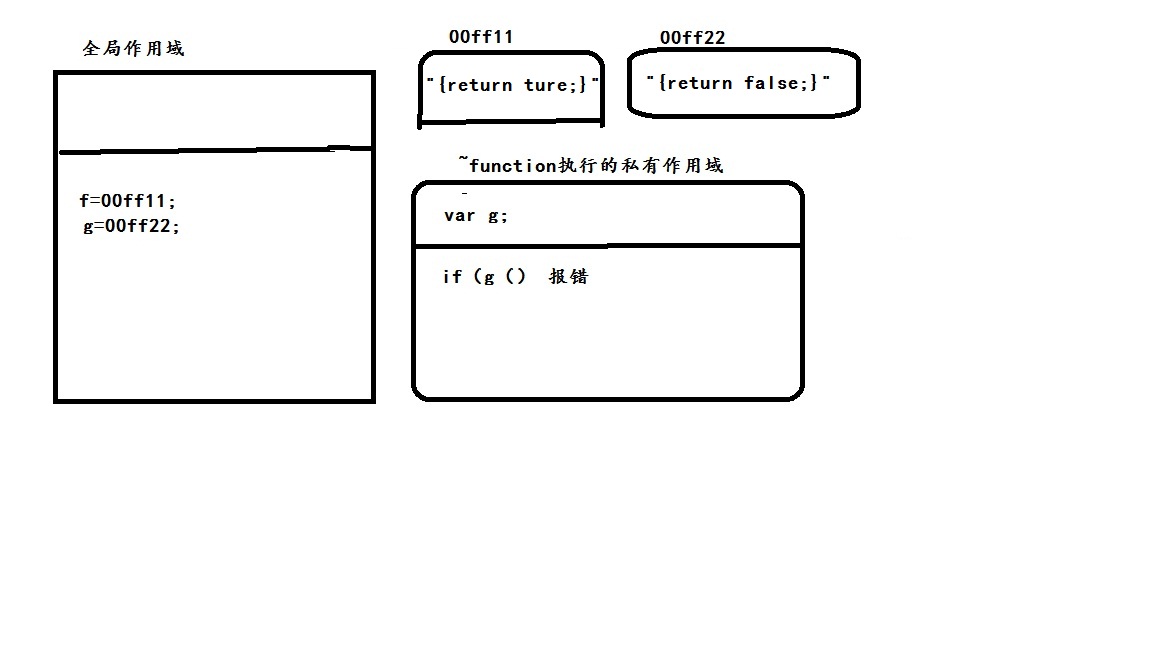 全局作用域
00ff11
00ff22
"{return ture;}"
"{return false;}"
~function执行的私有作用域
var g;
f=00ff11;
g=00ff22;
if（g（） 报错